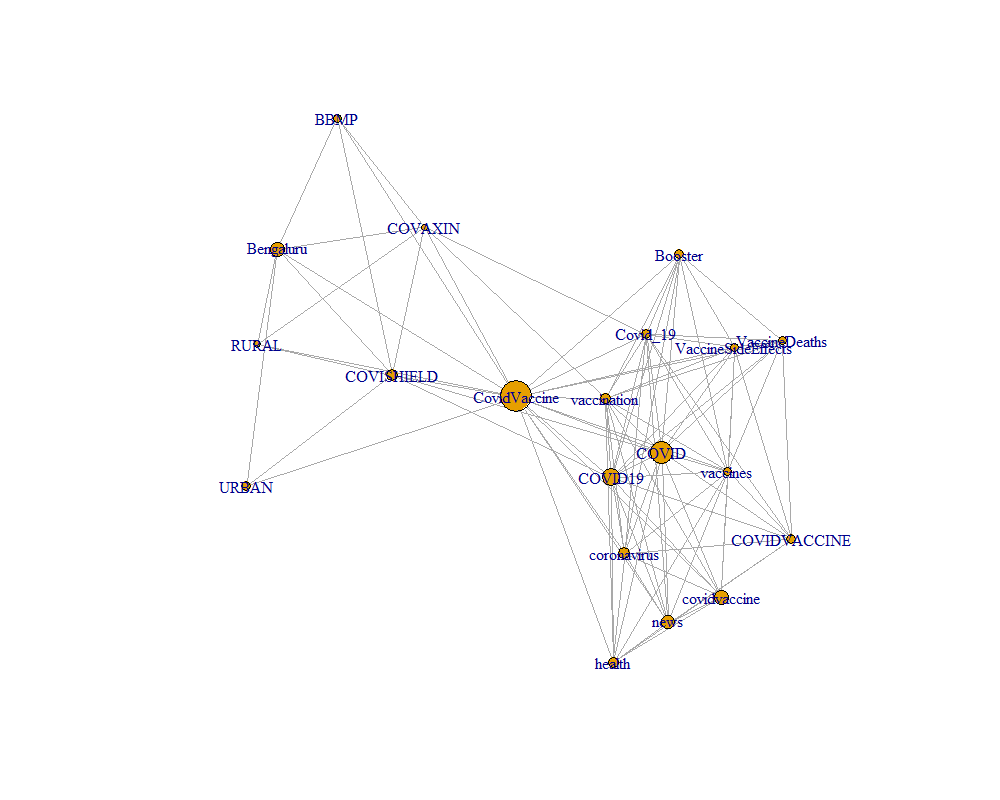 BBMP
COVAXIN
Bengaluru
Booster
Covid_19
VaccineDeaths
RURAL
VaccineSideEffects
COVISHIELD
CovidVaccine
vaccination
COVID
vaccines
COVID19
URBAN
COVIDVACCINE
coronavirus
covidvaccine
news
health